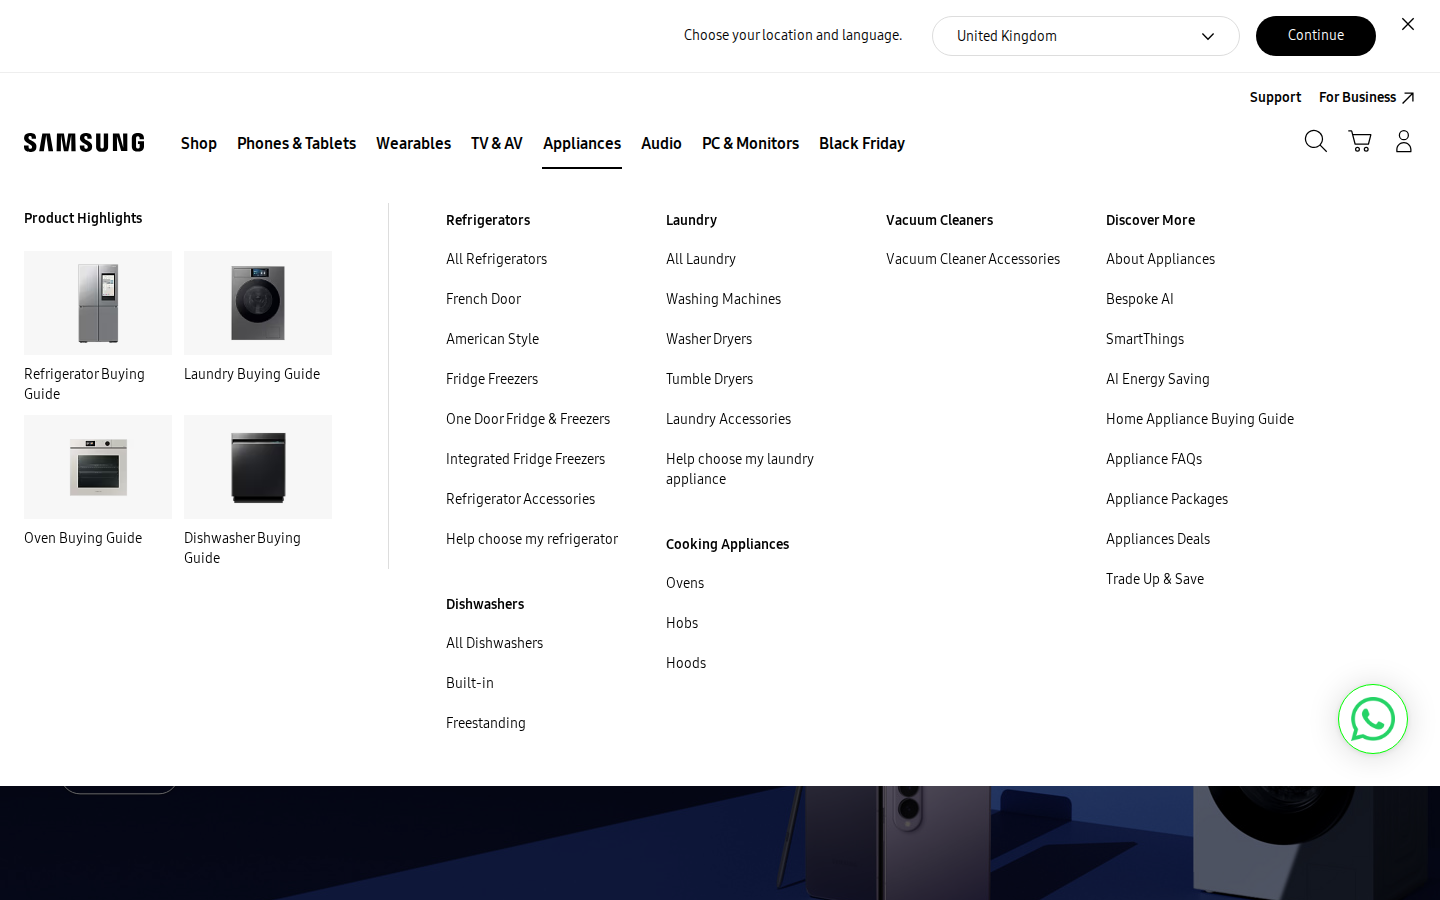 Choose your location and language.
United Kingdom
Continue
Support
For Business
SAMSUNG
Shop
Phones & Tablets
Wearables
TV & AV
Appliances
Audio
PC & Monitors
Black Friday
Product Highlights
Refrigerator Buying
Guide
Laundry Buying Guide
Oven Buying Guide
Dishwasher Buying
Guide
Refrigerators
All Refrigerators
French Door
American Style
Fridge Freezers
One Door Fridge & Freezers
Integrated Fridge Freezers
Refrigerator Accessories
Help choose my refrigerator
Dishwashers
All Dishwashers
Built-in
Freestanding
Laundry
All Laundry
Washing Machines
Washer Dryers
Tumble Dryers
Laundry Accessories
Help choose my laundry
appliance
Cooking Appliances
Ovens
Hobs
Hoods
Vacuum Cleaners
Vacuum Cleaner Accessories
Discover More
About Appliances
Bespoke AI
SmartThings
AI Energy Saving
Home Appliance Buying Guide
Appliance FAQs
Appliance Packages
Appliances Deals
Trade Up & Save